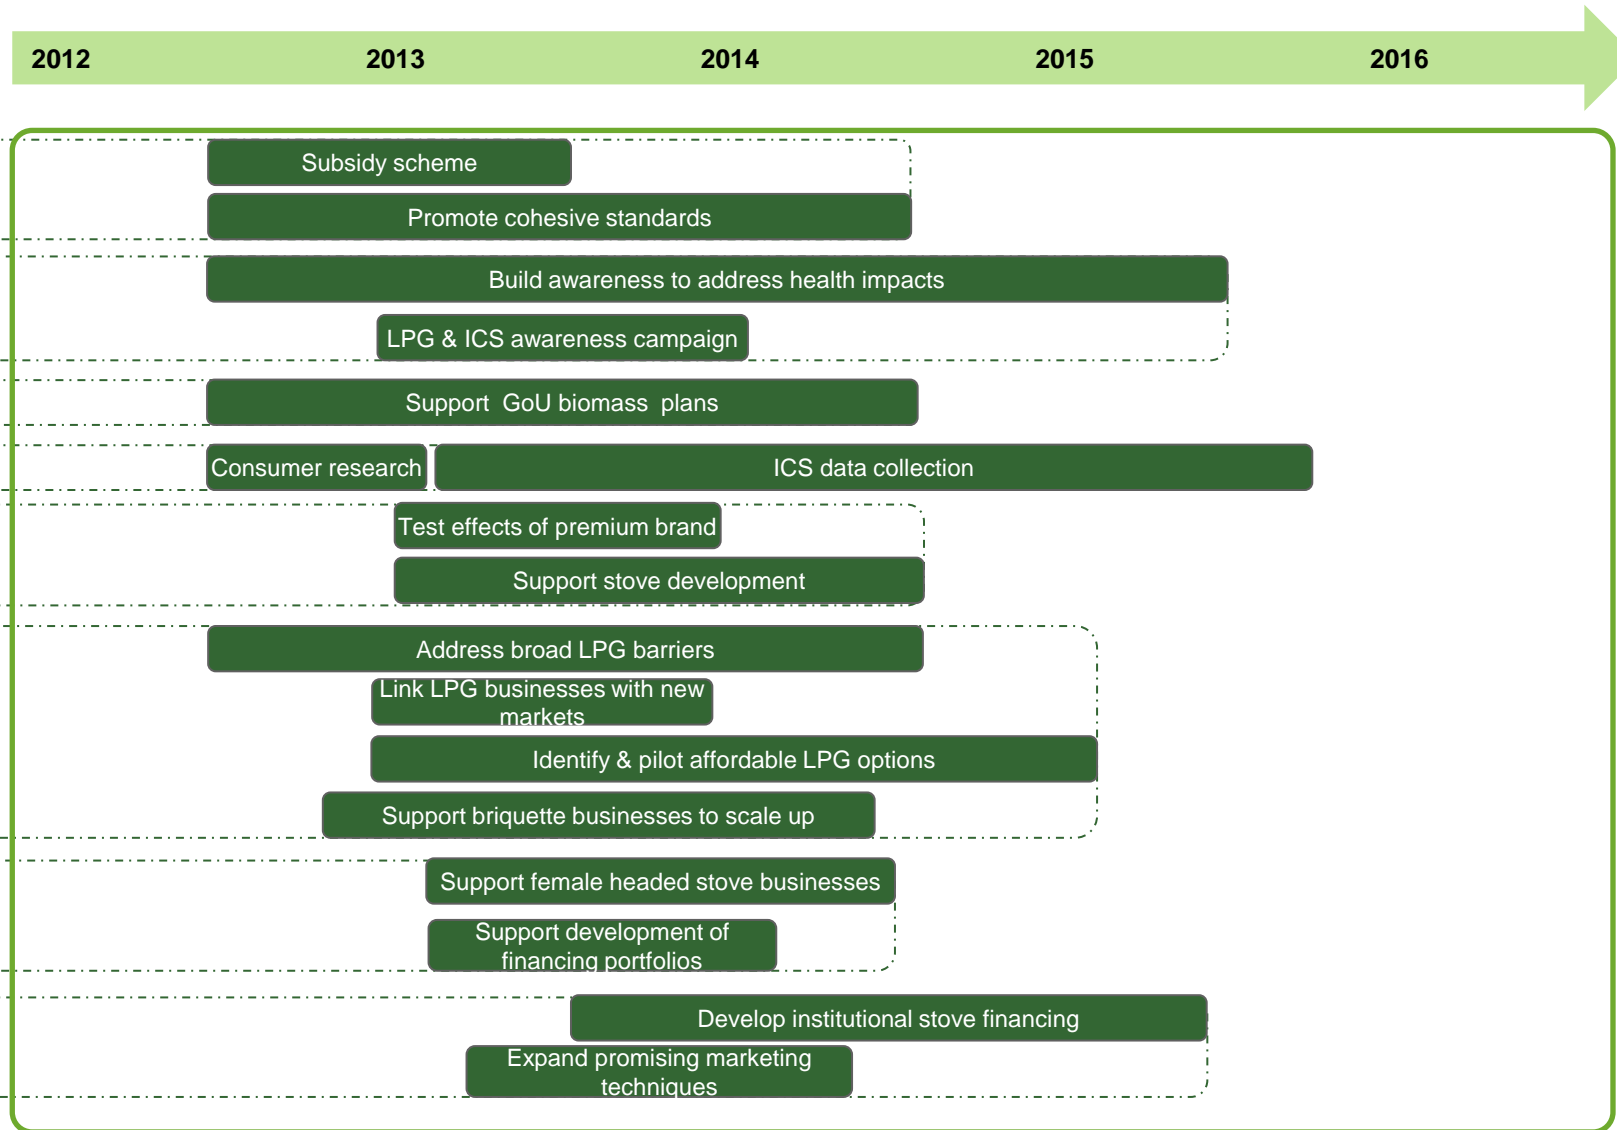 2012 2013 2014 2015 2016
Subsidy scheme
Promote cohesive standards
Build awareness to address health impacts
LPG & ICS awareness campaign
Support GoU biomass plans
Consumer research ICS data collection
Test effects of premium brand
Support stove development
Address broad LPG barriers
Link LPG businesses with new
markets
Identify & pilot affordable LPG options
Support briquette businesses to scale up
Support female headed stove businesses
Support development of
financing portfolios
Develop institutional stove financing
Expand promising marketing
techniques